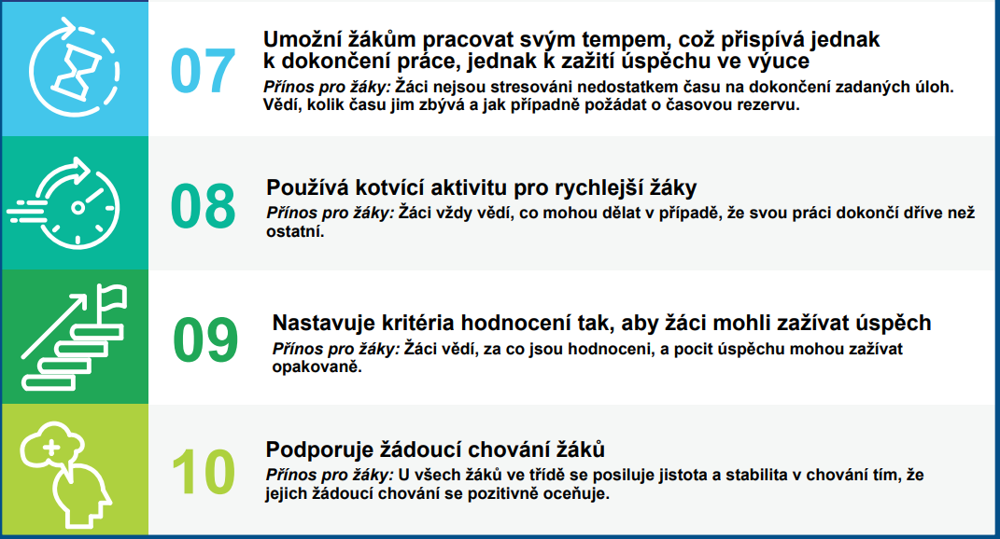 07
Umožní žákům pracovat svým tempem, což přispívá jednak
k dokončení práce, jednak k zažití úspěchu ve výuce
Přínos pro žáky: Žáci nejsou stresováni nedostatkem času na dokončení zadaných úloh.
Vědí, kolik času jim zbývá a jak případně požádat o časovou rezervu.
08
Používá kotvící aktivitu pro rychlejší žáky
Přínos pro žáky: Žáci vždy vědí, co mohou dělat v případě, že svou práci dokončí dříve než
ostatní.
09
Nastavuje kritéria hodnocení tak, aby žáci mohli zažívat úspěch
Přínos pro žáky: Žáci vědí, za co jsou hodnoceni, a pocit úspěchu mohou zažívat
opakovaně.
10
Podporuje žádoucí chování žáků
Přínos pro žáky: U všech žáků ve třídě se posiluje jistota a stabilita v chování tím, že
jejich žádoucí chování se pozitivně oceňuje.